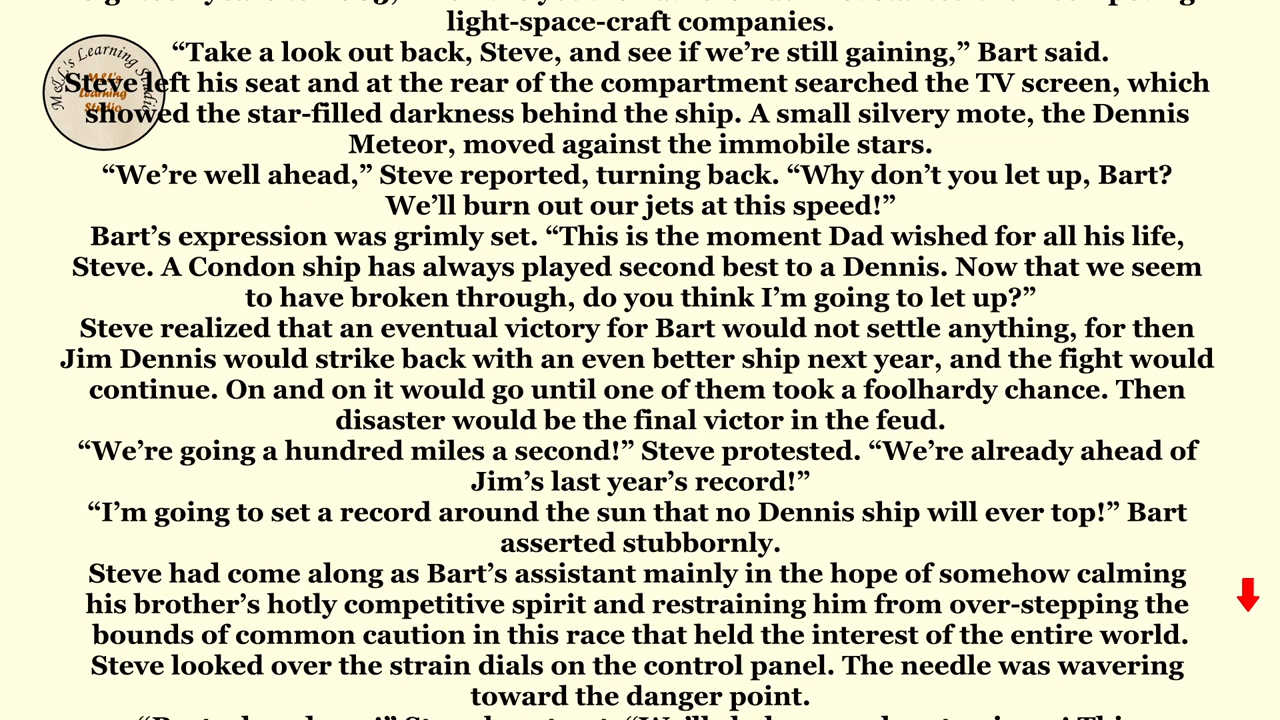 light-space-craft companies.
“Take a look out back, Steve, and see if we’re still gaining,” Bart said.
Steve left his seat and at the rear of the compartment searched the TV screen, which
showed the star-filled darkness behind the ship. A small silvery mote, the Dennis
Meteor, moved against the immobile stars.
“We’re well ahead,” Steve reported, turning back. “Why don’t you let up, Bart?
We’ll burn out our jets at this speed!”
Bart’s expression was grimly set. “This is the moment Dad wished for all his life,
Steve. A Condon ship has always played second best to a Dennis. Now that we seem
to have broken through, do you think I’m going to let up?”
Steve realized that an eventual victory for Bart would not settle anything, for then
Jim Dennis would strike back with an even better ship next year, and the fight would
continue. On and on it would go until one of them took a foolhardy chance. Then
disaster would be the final victor in the feud.
“We’re going a hundred miles a second!” Steve protested. “We’re already ahead of
Jim’s last year’s record!”
“I’m going to set a record around the sun that no Dennis ship will ever top!” Bart
asserted stubbornly.
Steve had come along as Bart’s assistant mainly in the hope of somehow calming
his brother’s hotly competitive spirit and restraining him from over-stepping the
bounds of common caution in this race that held the interest of the entire world.
Steve looked over the strain dials on the control panel. The needle was wavering
toward the danger point.
M&L's Learning Studio
M&L's
Learning
Studio